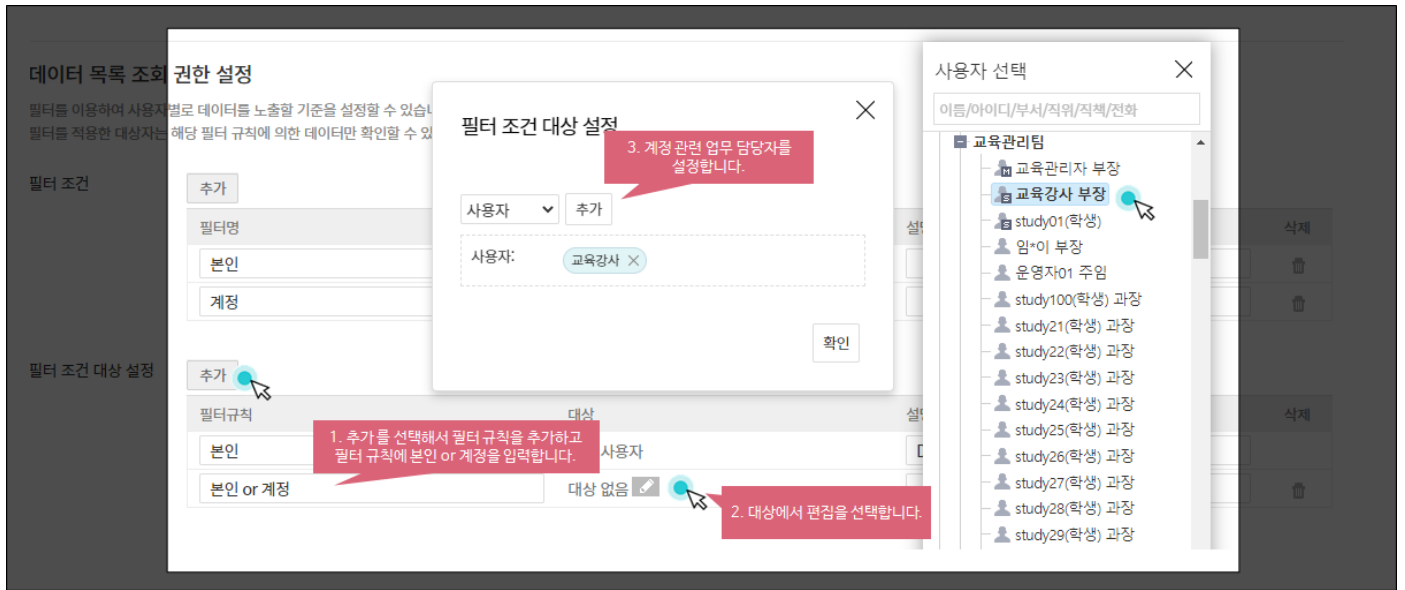 데이터 목록 조회 권한 설정
필터를 이용하여 사용자별로 데이터를 노출할 기준을 설정할 수 있습니
필터를 적용한 대상자는 해당 필터 규칙에 의한 데이터만 확인할 수 있
필터 조건
추가
필터명
설명
삭제
본인
계정
필터 조건 대상 설정
추가
필터규칙
대상
설명
삭제
본인
사용자
본인 or 계정
대상 없음
1. 추가를 선택해서 필터 규칙을 추가하고
필터 규칙에 본인 or 계정을 입력합니다.
2. 대상에서 편집을 선택합니다.
필터 조건 대상 설정
3. 계정 관련 업무 담당자를
설정합니다.
사용자
추가
사용자:
교육강사
확인
사용자 선택
이름/아이디/부서/직위/직책/전화
교육관리팀
교육관리자 부장
교육강사 부장
study01(학생)
임*이 부장
운영자01 주임
study100(학생) 과장
study21(학생) 과장
study22(학생) 과장
study23(학생) 과장
study24(학생) 과장
study25(학생) 과장
study26(학생) 과장
study27(학생) 과장
study28(학생) 과장
study29(학생) 과장